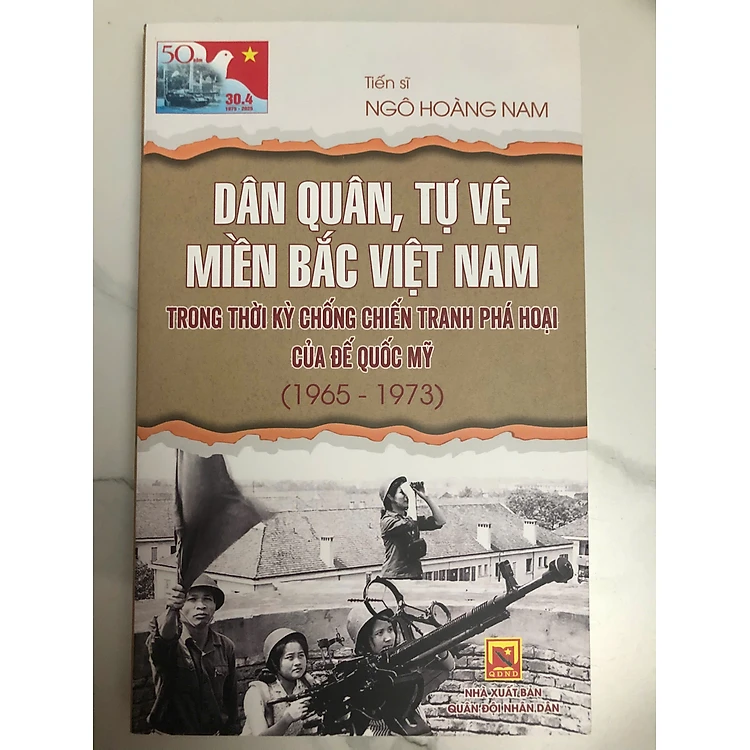 50 NĂM
30.4
1975 - 2025
Tiến sĩ
NGÔ HOÀNG NAM
DÂN QUÂN, TỰ VỆ
MIỀN BẮC VIỆT NAM
TRONG THỜI KỲ CHỐNG CHIẾN TRANH PHÁ HOẠI
CỦA ĐẾ QUỐC MỸ
(1965 - 1973)
QĐND
NHÀ XUẤT BẢN
QUÂN ĐỘI NHÂN DÂN